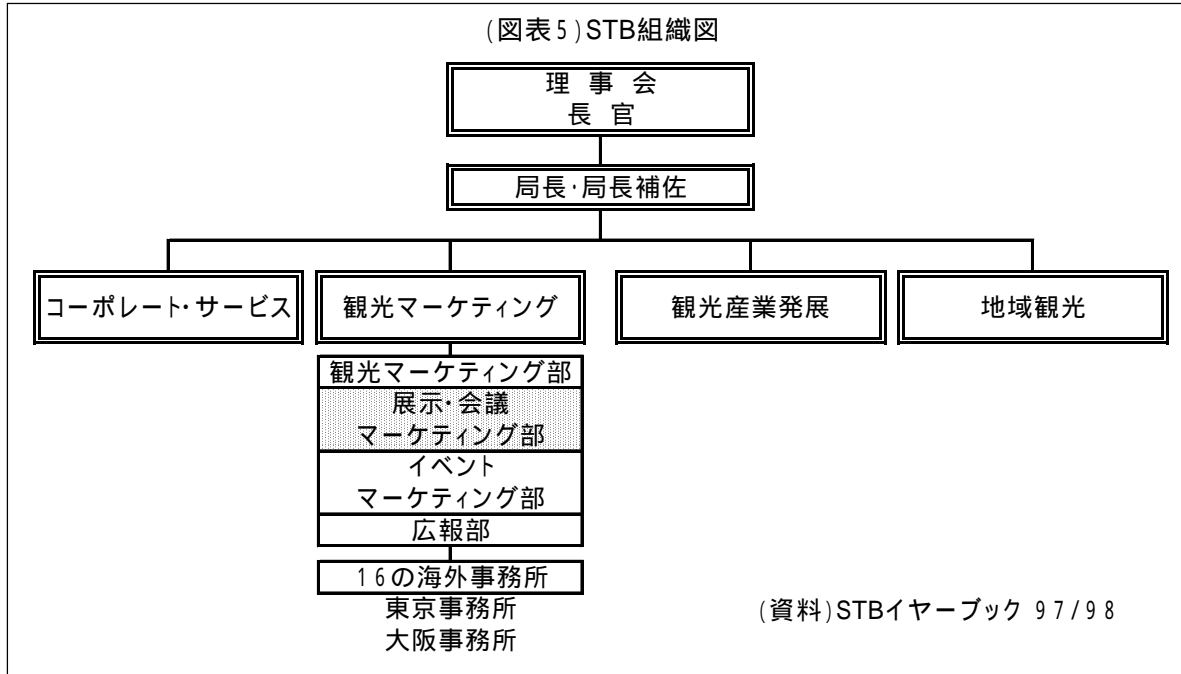 (図表5)STB組織図
理 事 会
長 官
局長・局長補佐
コーポレート・サービス
観光マーケティング
観光産業発展
地域観光
観光マーケティング部
展示・会議
マーケティング部
イベント
マーケティング部
広報部
16の海外事務所
東京事務所
大阪事務所
(資料)STBイヤーブック 97/98